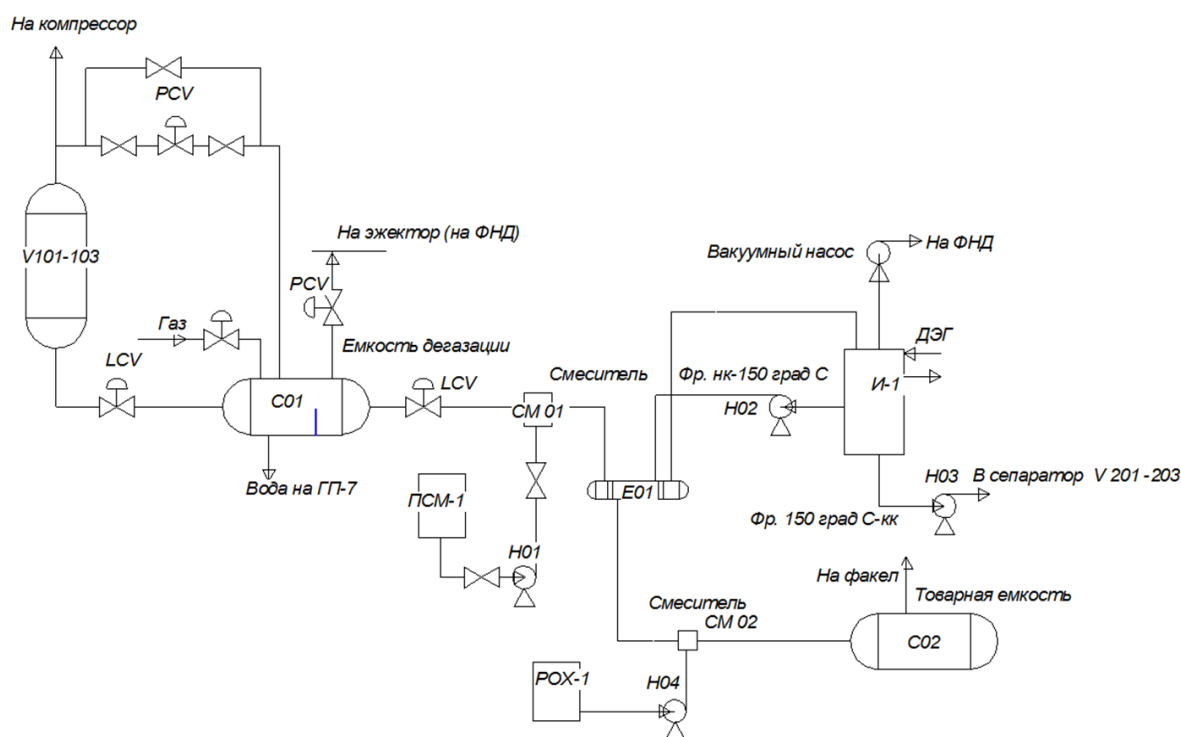 На компрессор
PCV
V101-103
На эжектор (на ФНД)
PCV
Газ
Емкость дегазации
LCV
C01
LCV
Вода на ГП-7
Смеситель
СМ 01
ПСМ-1
Н01
Вакуумный насос
На ФНД
ДЭГ
И-1
Фр. нк-150 град С
Н02
Е01
Н03
В сепаратор V 201-203
Фр. 150 град С-кк
На факел
Товарная емкость
Смеситель
СМ 02
C02
РОХ-1
Н04